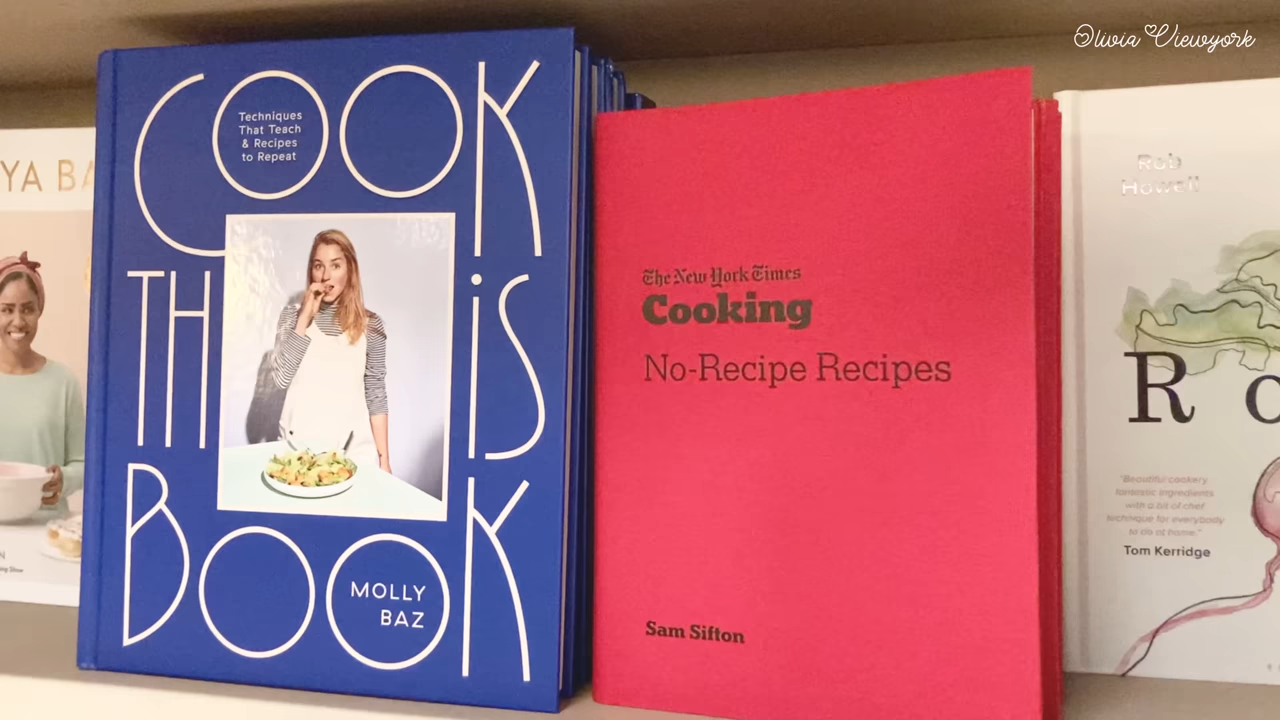 Olivia Viewyork
YA BA
COOK
Techniques
That Teach
& Recipes
to Repeat
THiS
BOOK
MOLLY
BAZ
The New York Times
Cooking
No-Recipe Recipes
Sam Sifton
Rob
Howell
R
"Beautiful cookery
fantastic ingredients
with a bit of chef
technique for everybody
to do at home."
Tom Kerridge